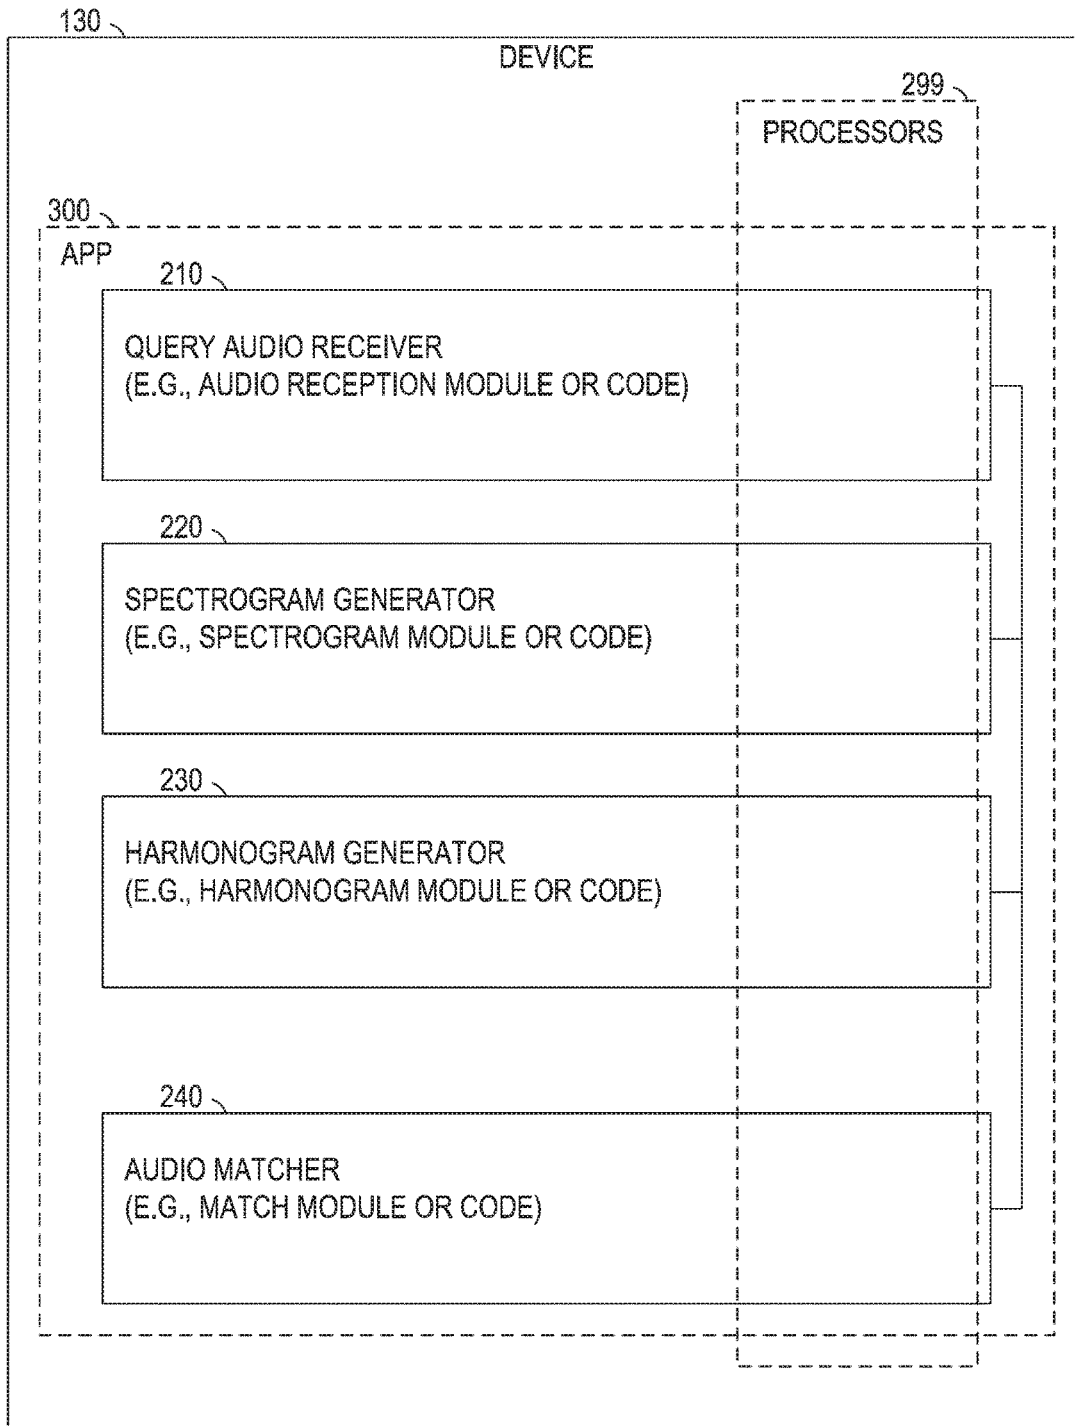 130
DEVICE
299
PROCESSORS
300
APP
210
QUERY AUDIO RECEIVER
(E.G., AUDIO RECEPTION MODULE OR CODE)
220
SPECTROGRAM GENERATOR
(E.G., SPECTROGRAM MODULE OR CODE)
230
HARMONOGRAM GENERATOR
(E.G., HARMONOGRAM MODULE OR CODE)
240
AUDIO MATCHER
(E.G., MATCH MODULE OR CODE)